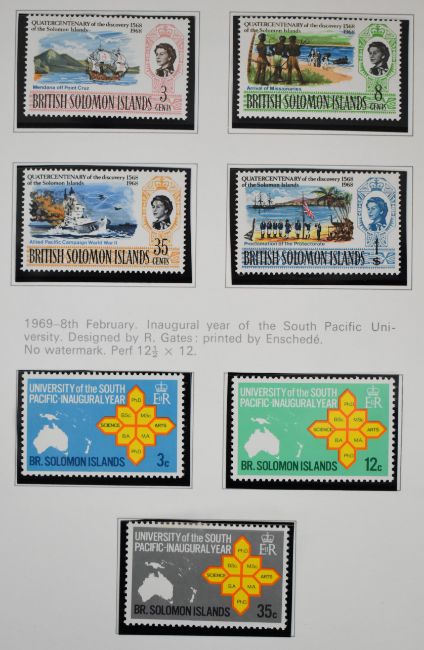 QUATERCENTENARY of the discovery 1568
of the Solomon Islands 1968
Mendana off Point Cruz
3
BRITISH SOLOMON ISLANDS CENTS
QUATERCENTENARY of the discovery 1568
of the Solomon Islands 1968
Arrival of Missionaries
8
BRITISH SOLOMON ISLANDS CENTS
QUATERCENTENARY of the discovery 1568
of the Solomon Islands 1968
Allied Pacific Campaign World War II
35
BRITISH SOLOMON ISLANDS CENTS
QUATERCENTENARY of the discovery 1568
of the Solomon Islands 1968
Proclamation of the Protectorate
1
BRITISH SOLOMON ISLANDS $
1969–8th February. Inaugural year of the South Pacific Uni-
versity. Designed by R. Gates: printed by Enschedé.
No watermark. Perf 12½ × 12.
UNIVERSITY OF THE SOUTH
PACIFIC-INAUGURAL YEAR
E II R
PhD
BSc MSc
SCIENCE ARTS
BA MA
PhD
BR. SOLOMON ISLANDS 3c
UNIVERSITY OF THE SOUTH
PACIFIC-INAUGURAL YEAR
E II R
PhD
BSc MSc
SCIENCE ARTS
BA MA
PhD
BR. SOLOMON ISLANDS 12c
UNIVERSITY OF THE SOUTH
PACIFIC-INAUGURAL YEAR
E II R
PhD
BSc MSc
SCIENCE ARTS
BA MA
PhD
BR. SOLOMON ISLANDS 35c